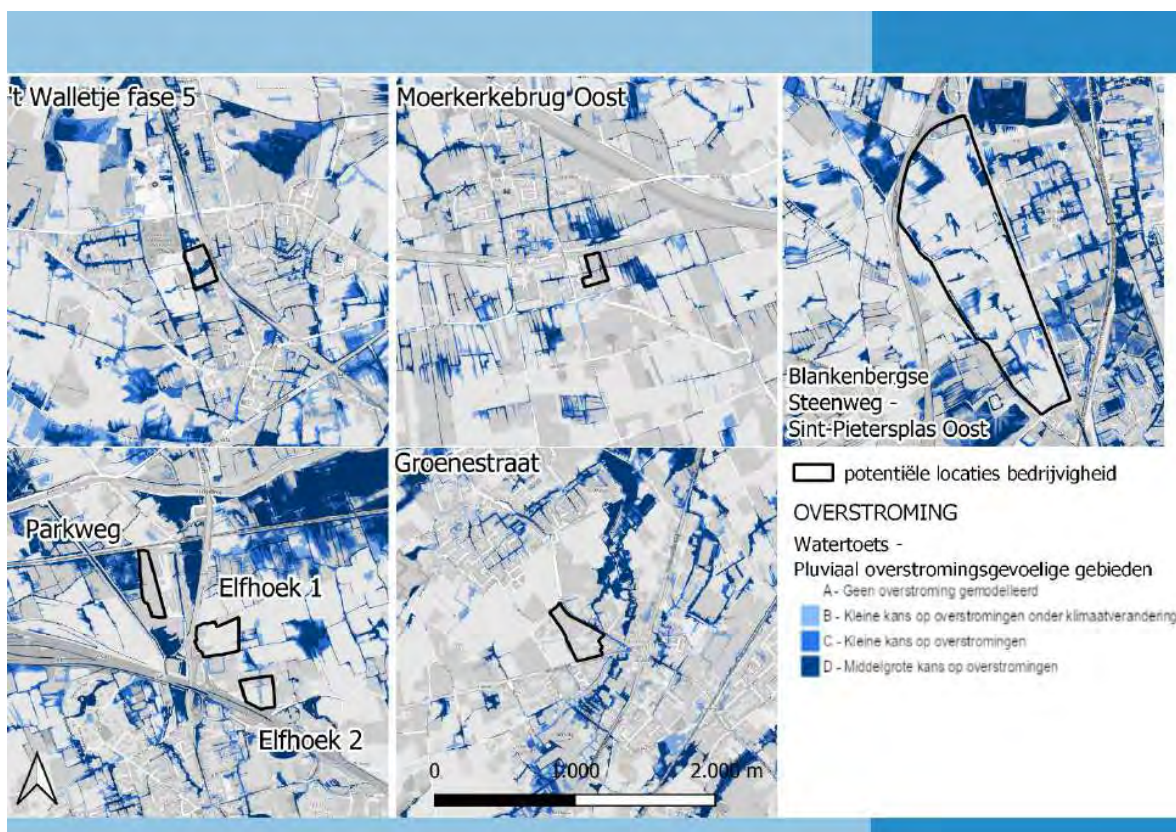 't Walletje fase 5
Moerkerkebrug Oost
Blankenbergse
Steenweg -
Sint-Pietersplas Oost
Parkweg
Elfhoek 1
Elfhoek 2
Groenestraat
0 1.000 2.000 m
potentiële locaties bedrijvigheid
OVERSTROMING
Watertoets -
Pluviaal overstromingsgevoelige gebieden
A - Geen overstroming gemodelleerd
B - Kleine kans op overstromingen onder klimaatverandering
C - Kleine kans op overstromingen
D - Middelgrote kans op overstromingen